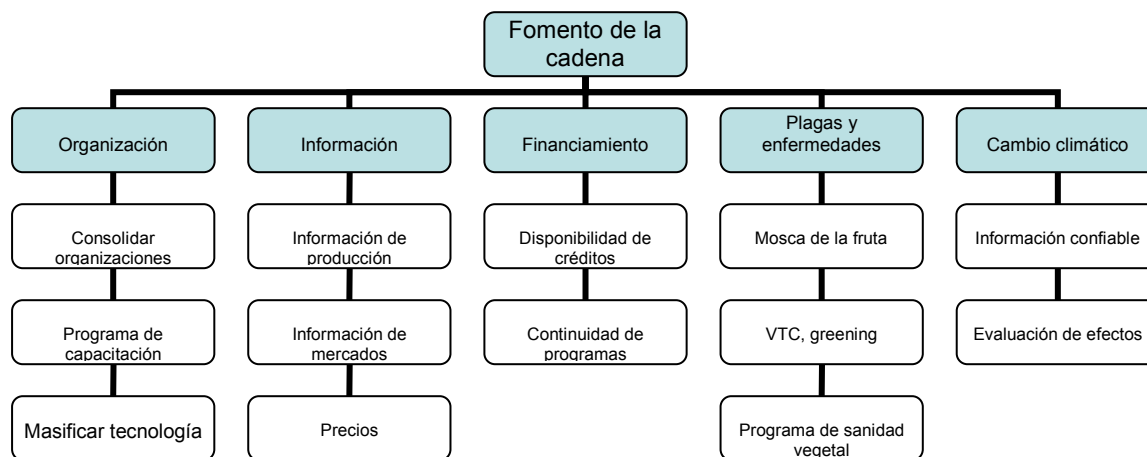 Fomento de la
cadena
Organización
Información
Financiamiento
Plagas y
enfermedades
Cambio climático
Consolidar
organizaciones
Información de
producción
Disponibilidad de
créditos
Mosca de la fruta
Información confiable
Programa de
capacitación
Información de
mercados
Continuidad de
programas
VTC, greening
Evaluación de efectos
Masificar tecnología
Precios
Programa de sanidad
vegetal